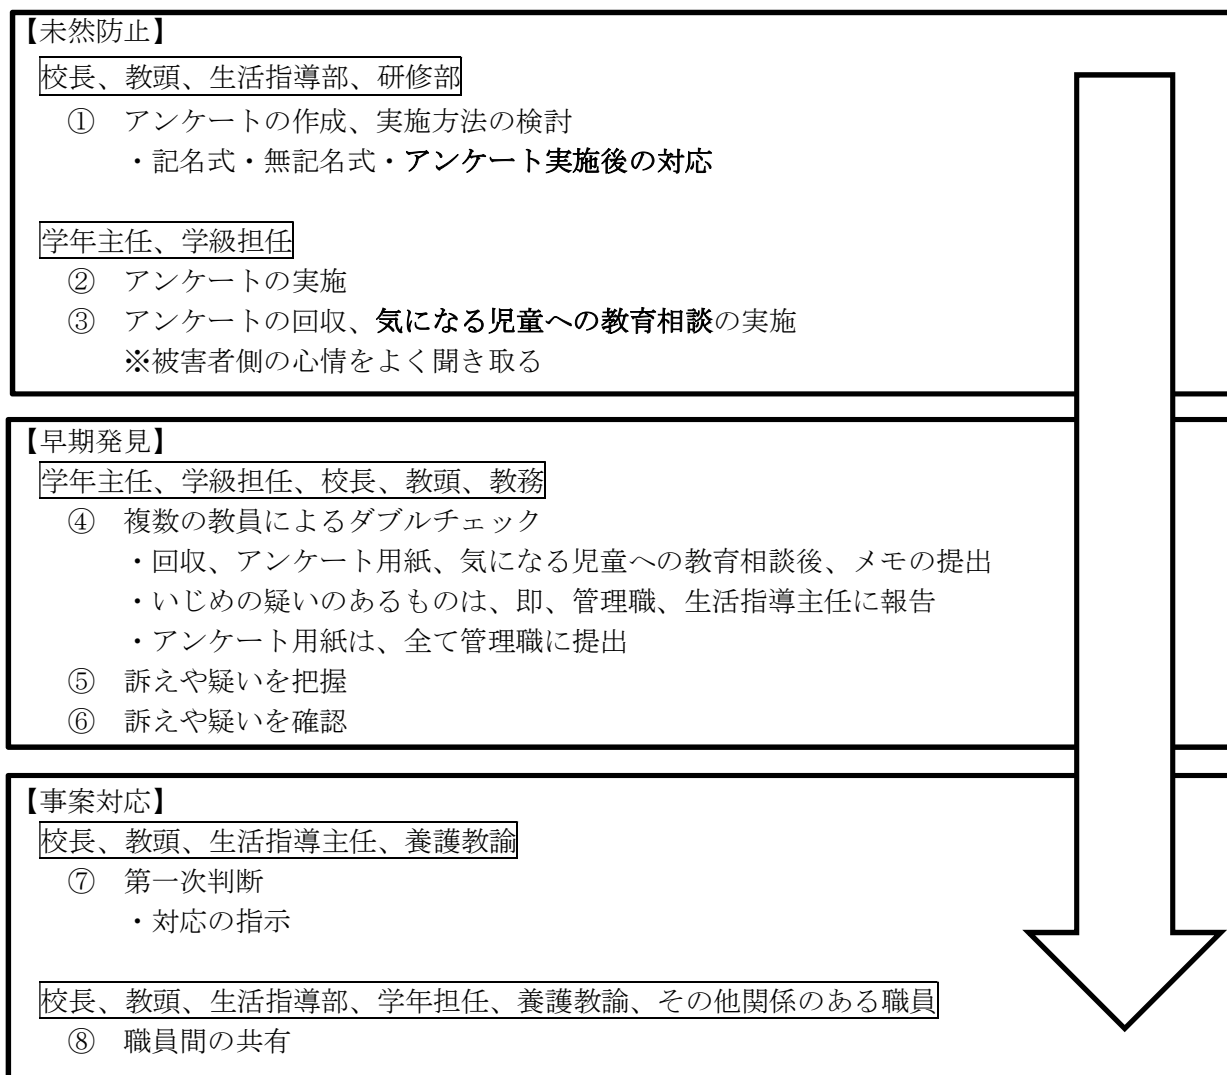 【未然防止】
校長、教頭、生活指導部、研修部
① アンケートの作成、実施方法の検討
・記名式・無記名式・アンケート実施後の対応
学年主任、学級担任
② アンケートの実施
③ アンケートの回収、気になる児童への教育相談の実施
※被害者側の心情をよく聞き取る
【早期発見】
学年主任、学級担任、校長、教頭、教務
④ 複数の教員によるダブルチェック
・回収、アンケート用紙、気になる児童への教育相談後、メモの提出
・いじめの疑いのあるものは、即、管理職、生活指導主任に報告
・アンケート用紙は、全て管理職に提出
⑤ 訴えや疑いを把握
⑥ 訴えや疑いを確認
【事案対応】
校長、教頭、生活指導主任、養護教諭
⑦ 第一次判断
・対応の指示
校長、教頭、生活指導部、学年担任、養護教諭、その他関係のある職員
⑧ 職員間の共有